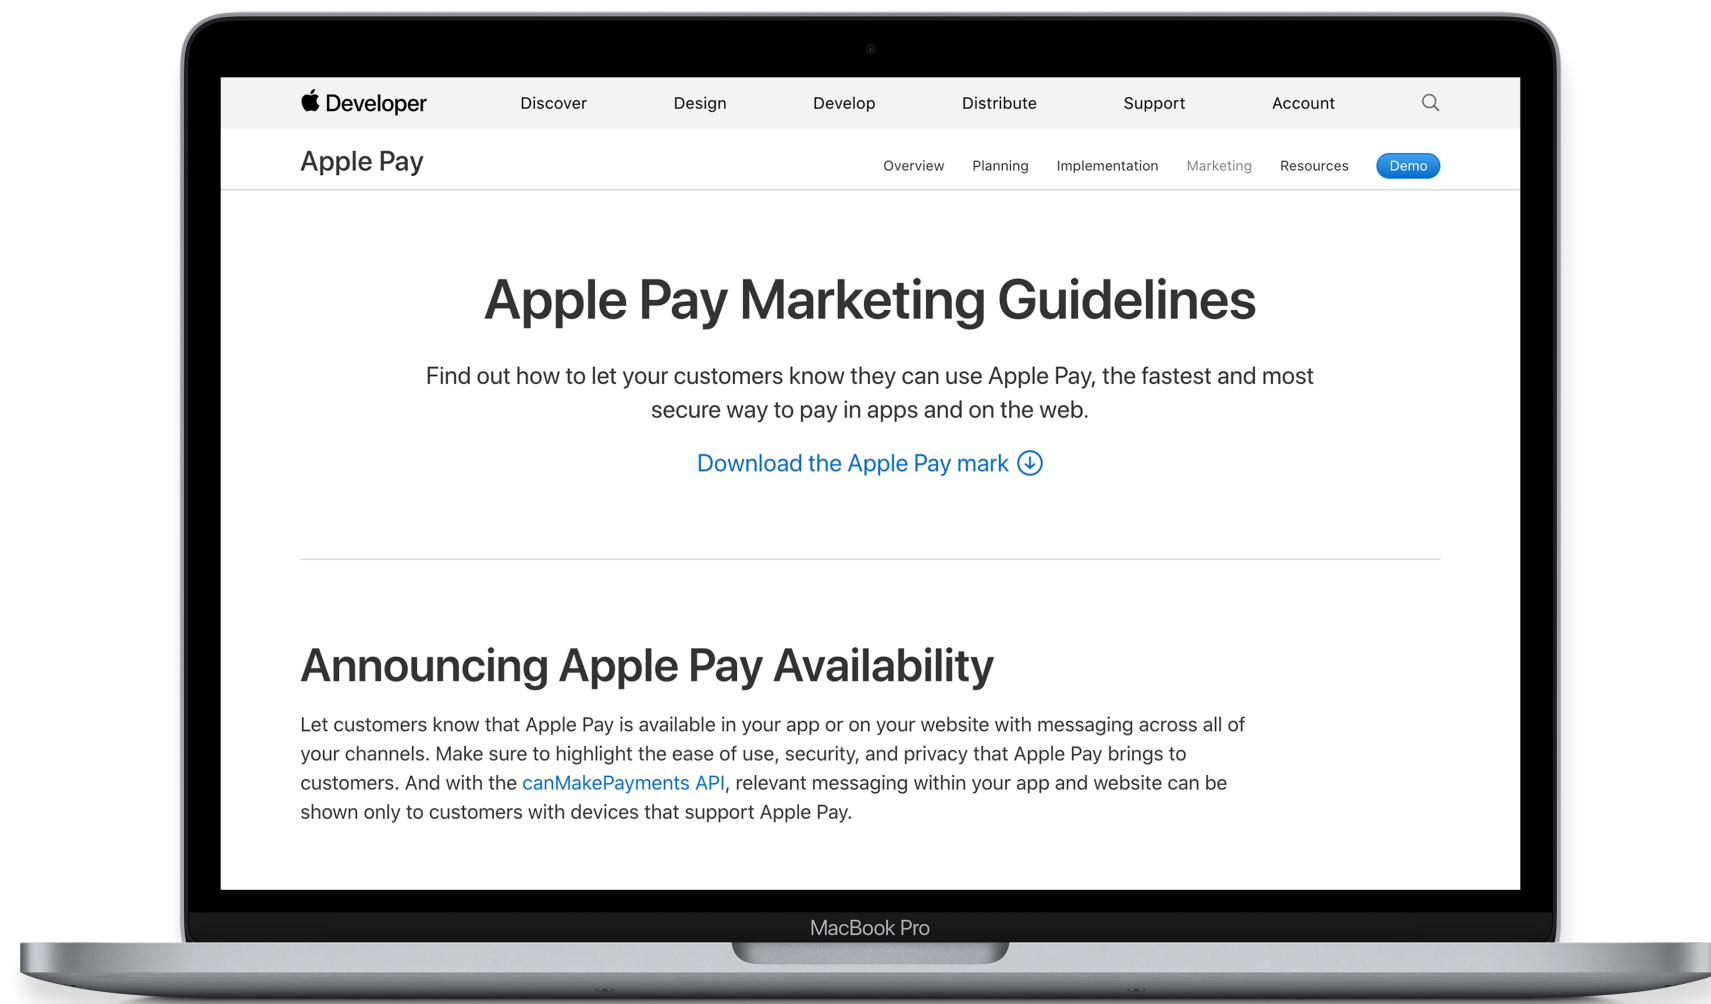 Developer
Discover
Design
Develop
Distribute
Support
Account
Apple Pay
Overview
Planning
Implementation
Marketing
Resources
Demo
Apple Pay Marketing Guidelines
Find out how to let your customers know they can use Apple Pay, the fastest and most
secure way to pay in apps and on the web.
Download the Apple Pay mark
Announcing Apple Pay Availability
Let customers know that Apple Pay is available in your app or on your website with messaging across all of
your channels. Make sure to highlight the ease of use, security, and privacy that Apple Pay brings to
customers. And with the canMakePayments API, relevant messaging within your app and website can be
shown only to customers with devices that support Apple Pay.
MacBook Pro